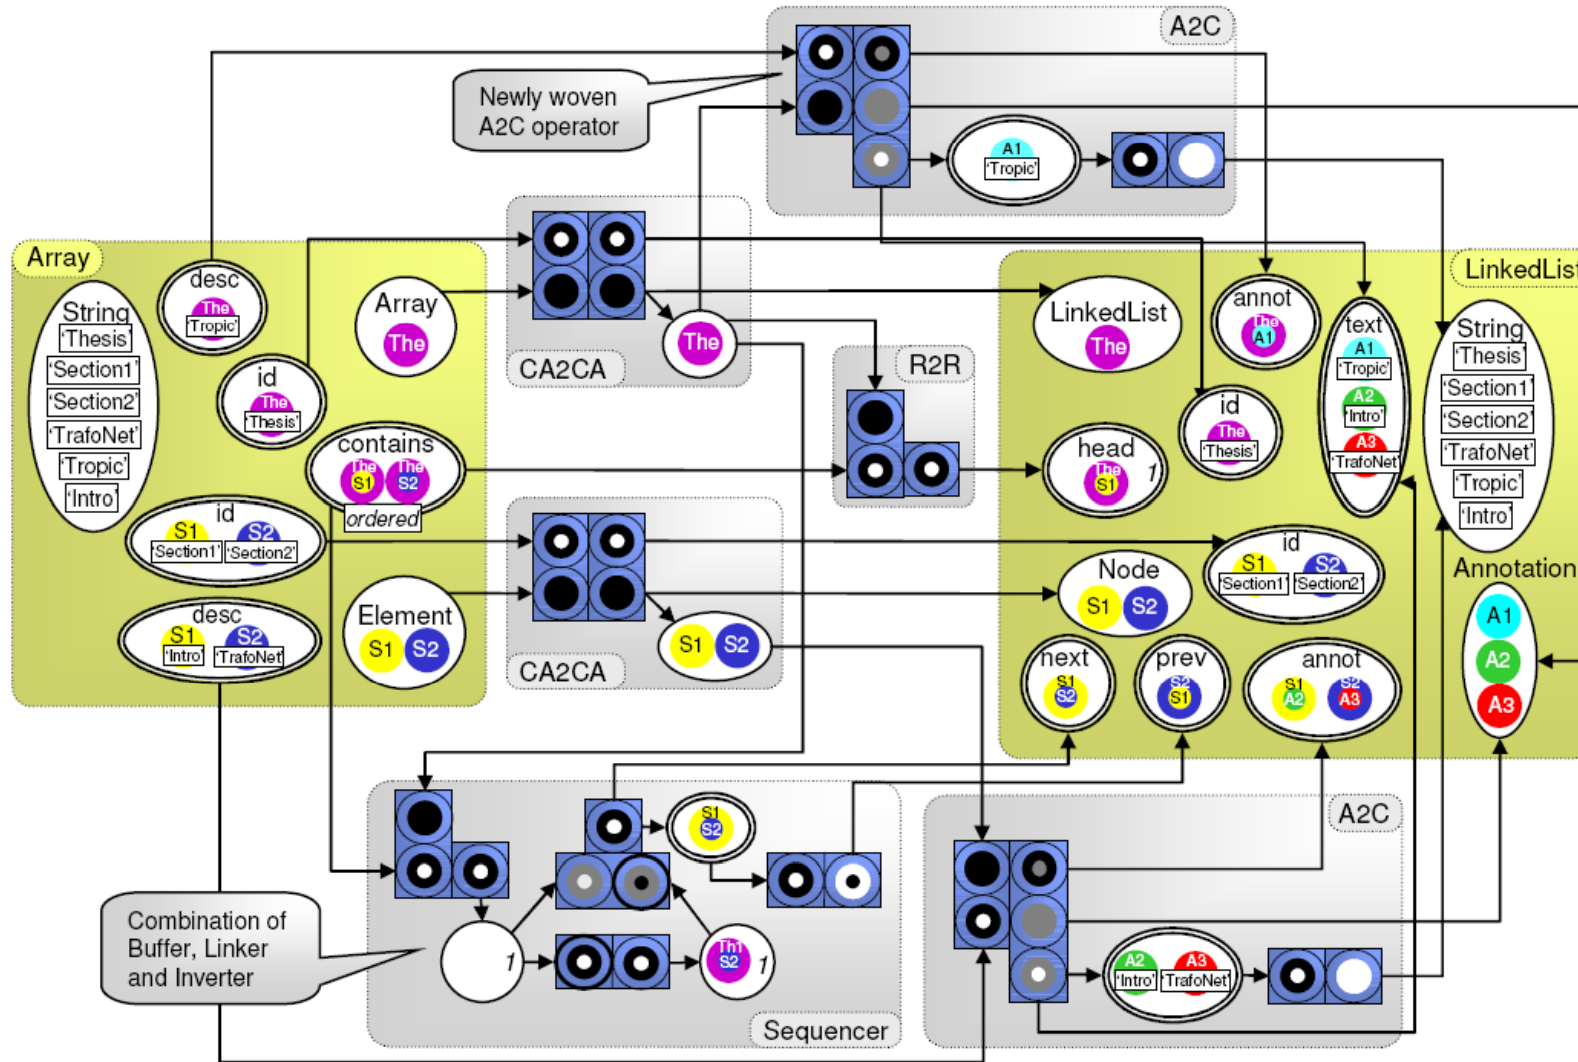 A2C
Newly woven
A2C operator
A1
'Tropic'
Array
desc
The
'Tropic'
String
'Thesis'
'Section1'
'Section2'
'TrafoNet'
'Tropic'
'Intro'
id
The
'Thesis'
Array
The
contains
The
S1
The
S2
ordered
id
S1
'Section1'
S2
'Section2'
desc
S1
'Intro'
S2
'TrafoNet'
Element
S1
S2
The
CA2CA
R2R
S1
S2
CA2CA
LinkedList
LinkedList
The
annot
The
A1
text
A1
'Tropic'
A2
'Intro'
A3
'TrafoNet'
String
'Thesis'
'Section1'
'Section2'
'TrafoNet'
'Tropic'
'Intro'
id
The
'Thesis'
head
The
S1
1
id
S1
'Section1'
S2
'Section2'
Node
S1
S2
next
S1
S2
prev
S2
S1
annot
S1
A2
S2
A3
Annotation
A1
A2
A3
Combination of
Buffer, Linker
and Inverter
S1
S2
1
Th1
S2
1
Sequencer
A2C
A2
'Intro'
A3
'TrafoNet'